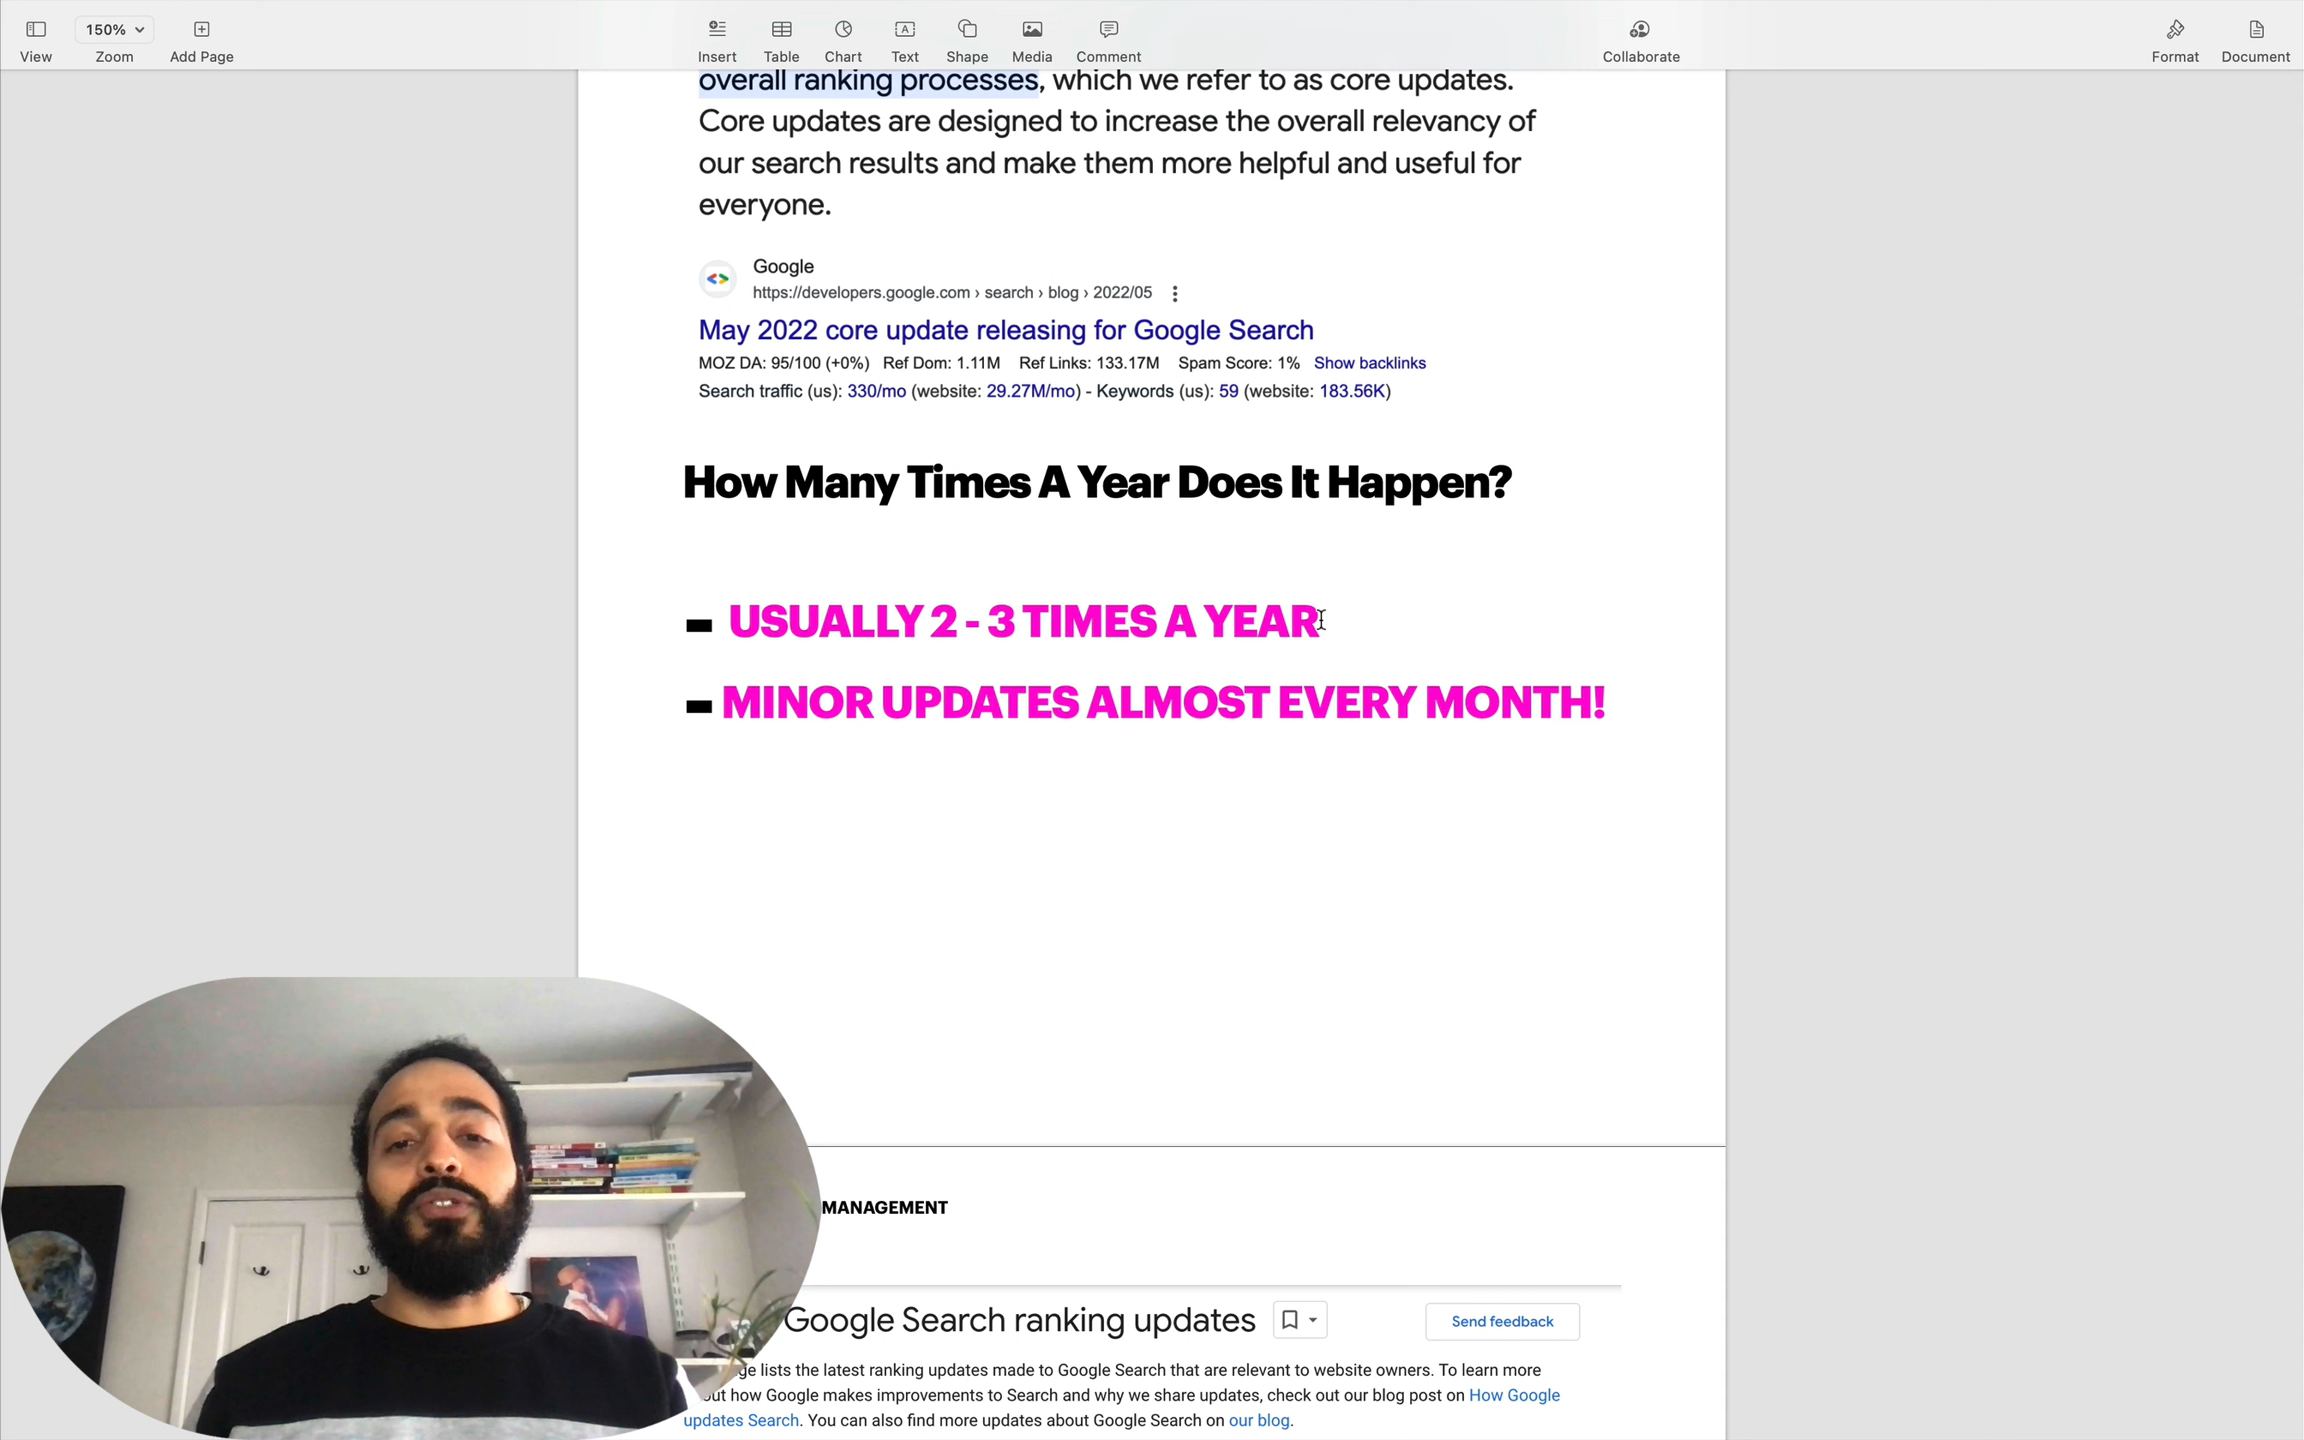 View
150%
Zoom
Add Page
Insert
Table
Chart
Text
Shape
Media
Comment
Collaborate
Format
Document
overall ranking processes, which we refer to as core updates.
Core updates are designed to increase the overall relevancy of
our search results and make them more helpful and useful for
everyone.
Google
https://developers.google.com › search › blog › 2022/05
May 2022 core update releasing for Google Search
MOZ DA: 95/100 (+0%) Ref Dom: 1.11M Ref Links: 133.17M Spam Score: 1% Show backlinks
Search traffic (us): 330/mo (website: 29.27M/mo) - Keywords (us): 59 (website: 183.56K)
How Many Times A Year Does It Happen?
- USUALLY 2 - 3 TIMES A YEAR
- MINOR UPDATES ALMOST EVERY MONTH!
MANAGEMENT
Google Search ranking updates
Send feedback
lists the latest ranking updates made to Google Search that are relevant to website owners. To learn more
how Google makes improvements to Search and why we share updates, check out our blog post on How Google
updates Search. You can also find more updates about Google Search on our blog.